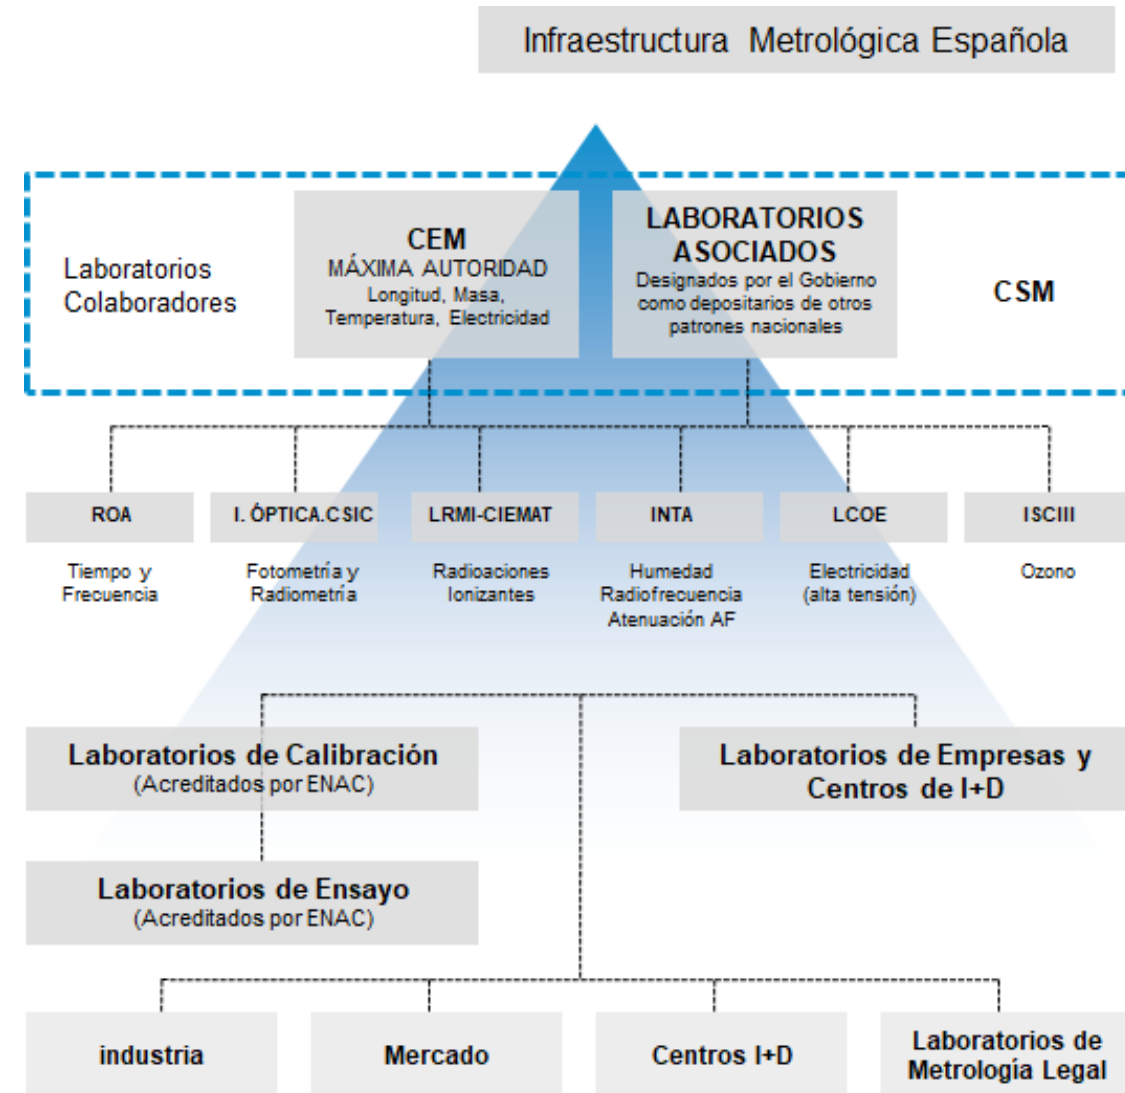 Infraestructura Metrológica Española
Laboratorios
Colaboradores
CEM
MÁXIMA AUTORIDAD
Longitud, Masa,
Temperatura, Electricidad
LABORATORIOS
ASOCIADOS
Designados por el Gobierno
como depositarios de otros
patrones nacionales
CSM
ROA
Tiempo y
Frecuencia
I. ÓPTICA.CSIC
Fotometría y
Radiometría
LRMI-CIEMAT
Radioaciones
Ionizantes
INTA
Humedad
Radiofrecuencia
Atenuación AF
LCOE
Electricidad
(alta tensión)
ISCIII
Ozono
Laboratorios de Calibración
(Acreditados por ENAC)
Laboratorios de Empresas y
Centros de I+D
Laboratorios de Ensayo
(Acreditados por ENAC)
industria
Mercado
Centros I+D
Laboratorios de
Metrología Legal